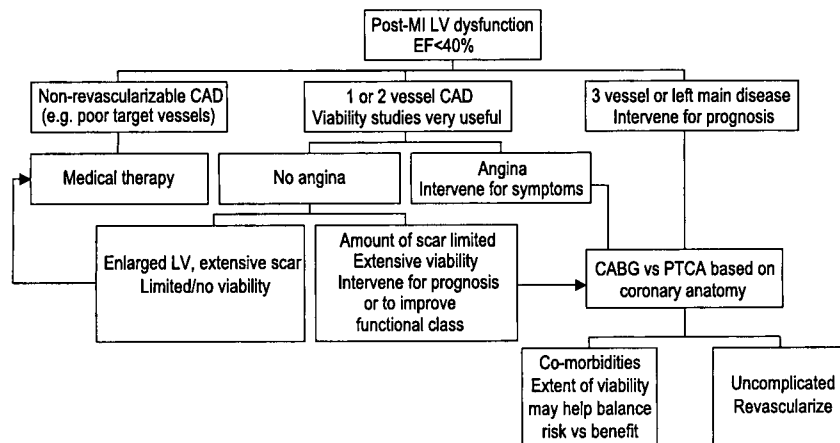 Post-MI LV dysfunction
EF<40%
Non-revascularizable CAD
(e.g. poor target vessels)
1 or 2 vessel CAD
Viability studies very useful
3 vessel or left main disease
Intervene for prognosis
Medical therapy
No angina
Angina
Intervene for symptoms
Enlarged LV, extensive scar
Limited/no viability
Amount of scar limited
Extensive viability
Intervene for prognosis
or to improve
functional class
CABG vs PTCA based on
coronary anatomy
Co-morbidities
Extent of viability
may help balance
risk vs benefit
Uncomplicated
Revascularize